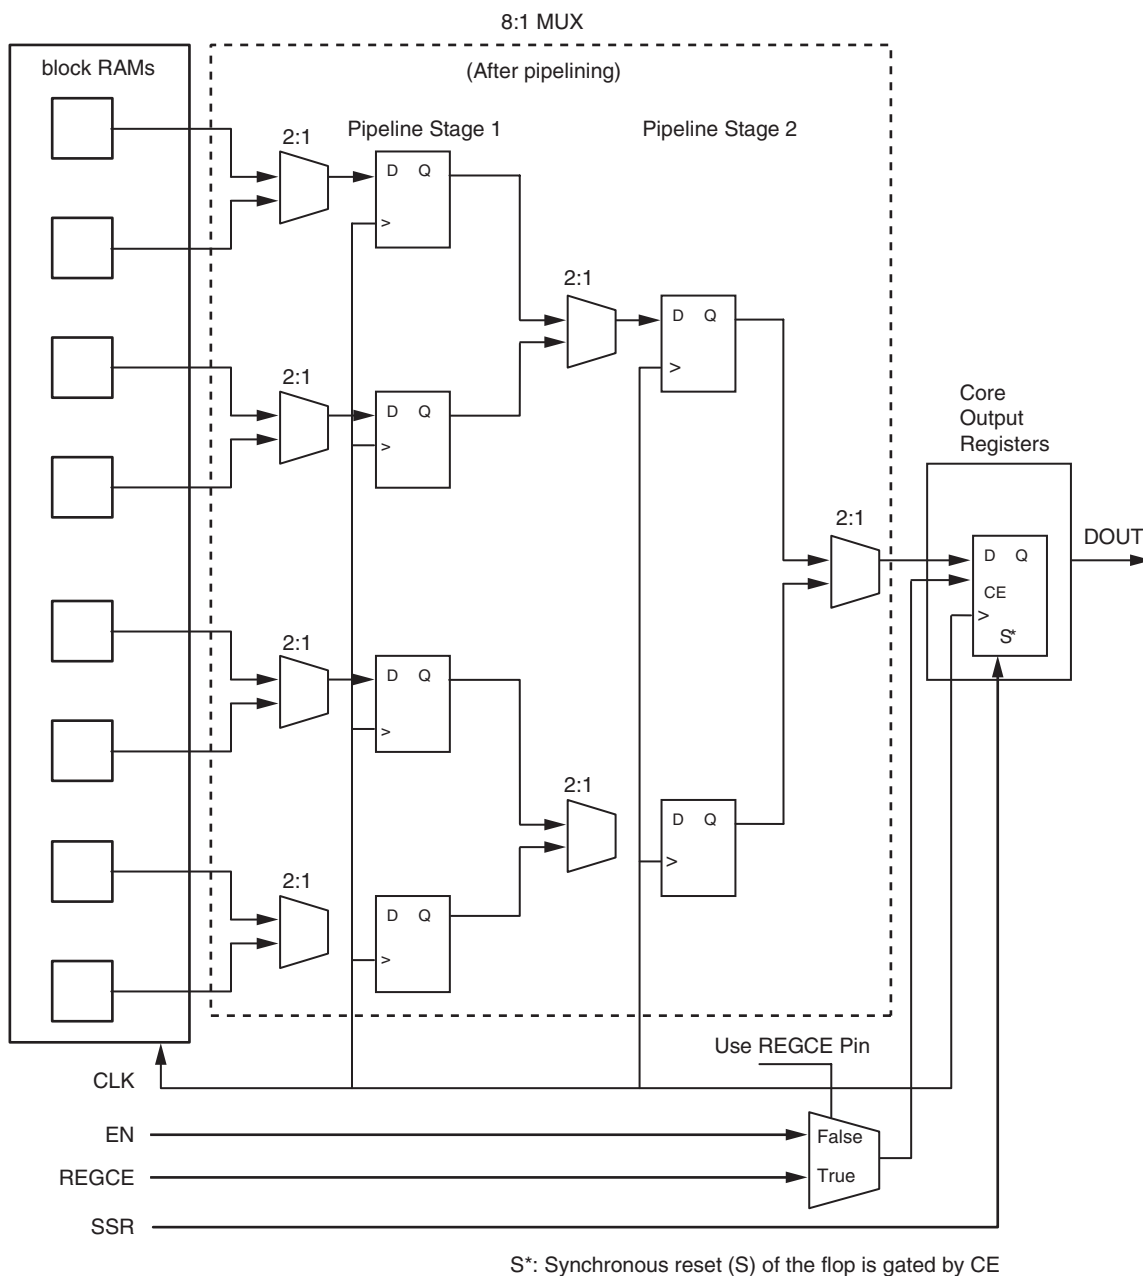 8:1 MUX
block RAMs
(After pipelining)
2:1
Pipeline Stage 1
Pipeline Stage 2
D Q
>
2:1
D Q
>
2:1
D Q
>
Core
Output
Registers
2:1
DOUT
D Q
CE
>
S*
2:1
D Q
>
2:1
D Q
>
2:1
D Q
>
Use REGCE Pin
CLK
EN
False
REGCE
True
SSR
S*: Synchronous reset (S) of the flop is gated by CE